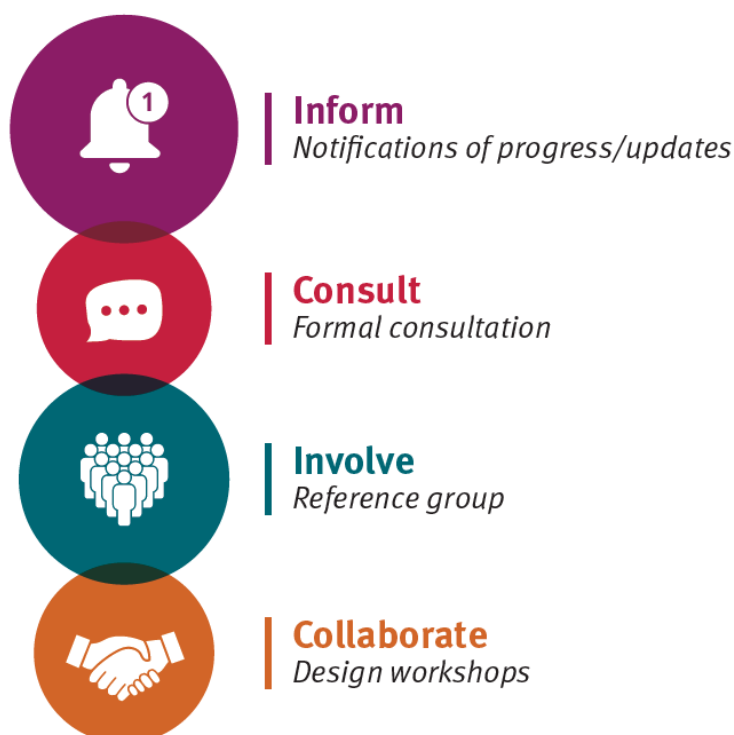 1
Inform
Notifications of progress/updates
Consult
Formal consultation
Involve
Reference group
Collaborate
Design workshops